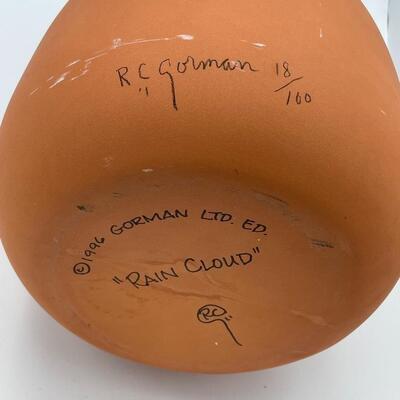 R C Gorman 18/100
©1996 GORMAN LTD. ED.
"RAIN CLOUD"
RC